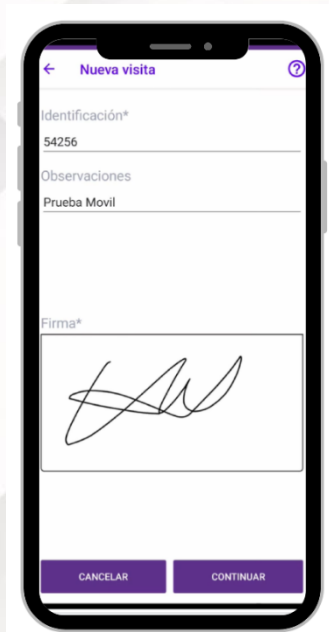 Nueva visita
Identificación*
54256
Observaciones
Prueba Movil
Firma*
CANCELAR
CONTINUAR